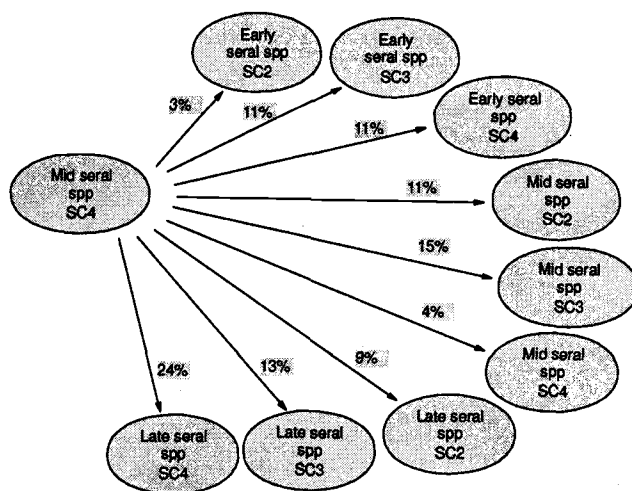 Early
seral spp
SC2
Early
seral spp
SC3
3%
11%
11%
Early seral
spp
SC4
Mid seral
spp
SC4
11%
Mid seral
spp
SC2
15%
Mid seral
spp
SC3
4%
Mid seral
spp
SC4
24%
13%
9%
Late seral
spp
SC4
Late seral
spp
SC3
Late seral
spp
SC2